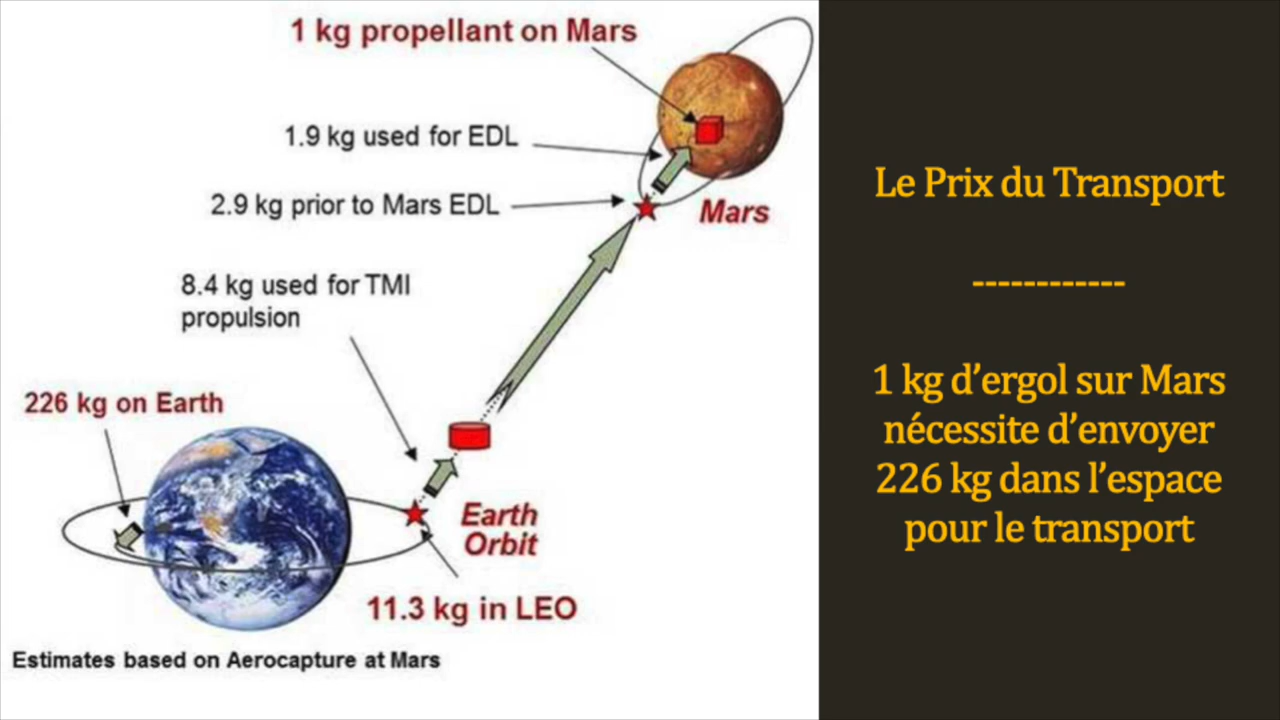 1 kg propellant on Mars
1.9 kg used for EDL
2.9 kg prior to Mars EDL
Mars
8.4 kg used for TMI
propulsion
226 kg on Earth
Earth
Orbit
11.3 kg in LEO
Estimates based on Aerocapture at Mars
Le Prix du Transport
------------
1 kg d’ergol sur Mars
nécessite d’envoyer
226 kg dans l’espace
pour le transport